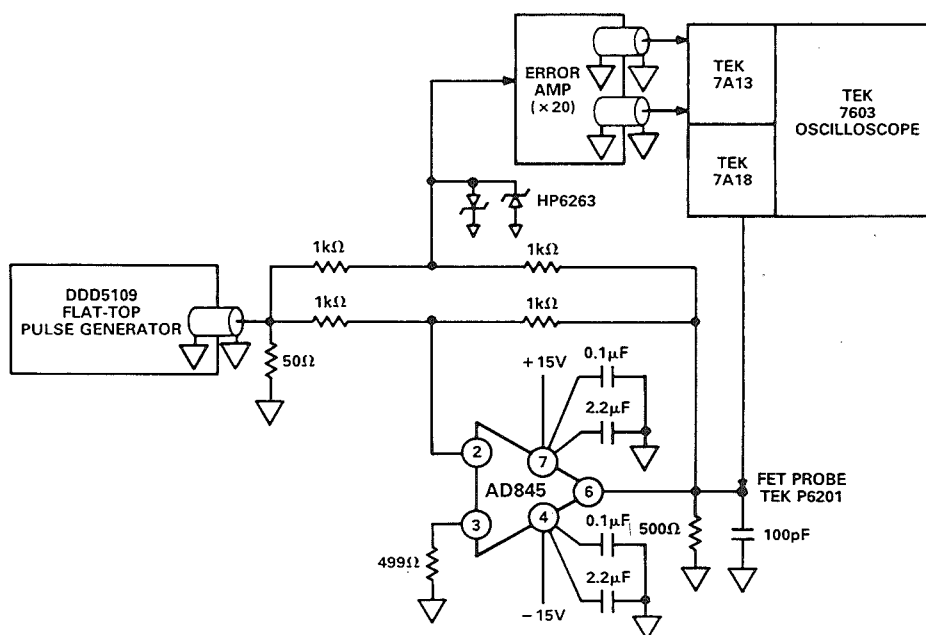 ERROR
AMP
(×20)
TEK
7A13
TEK
7603
OSCILLOSCOPE
TEK
7A18
HP6263
1kΩ
1kΩ
DDD5109
FLAT-TOP
PULSE GENERATOR
1kΩ
1kΩ
50Ω
+15V
0.1μF
2.2μF
2
7
AD845
6
FET PROBE
TEK P6201
3
4
0.1μF
500Ω
100pF
499Ω
2.2μF
−15V